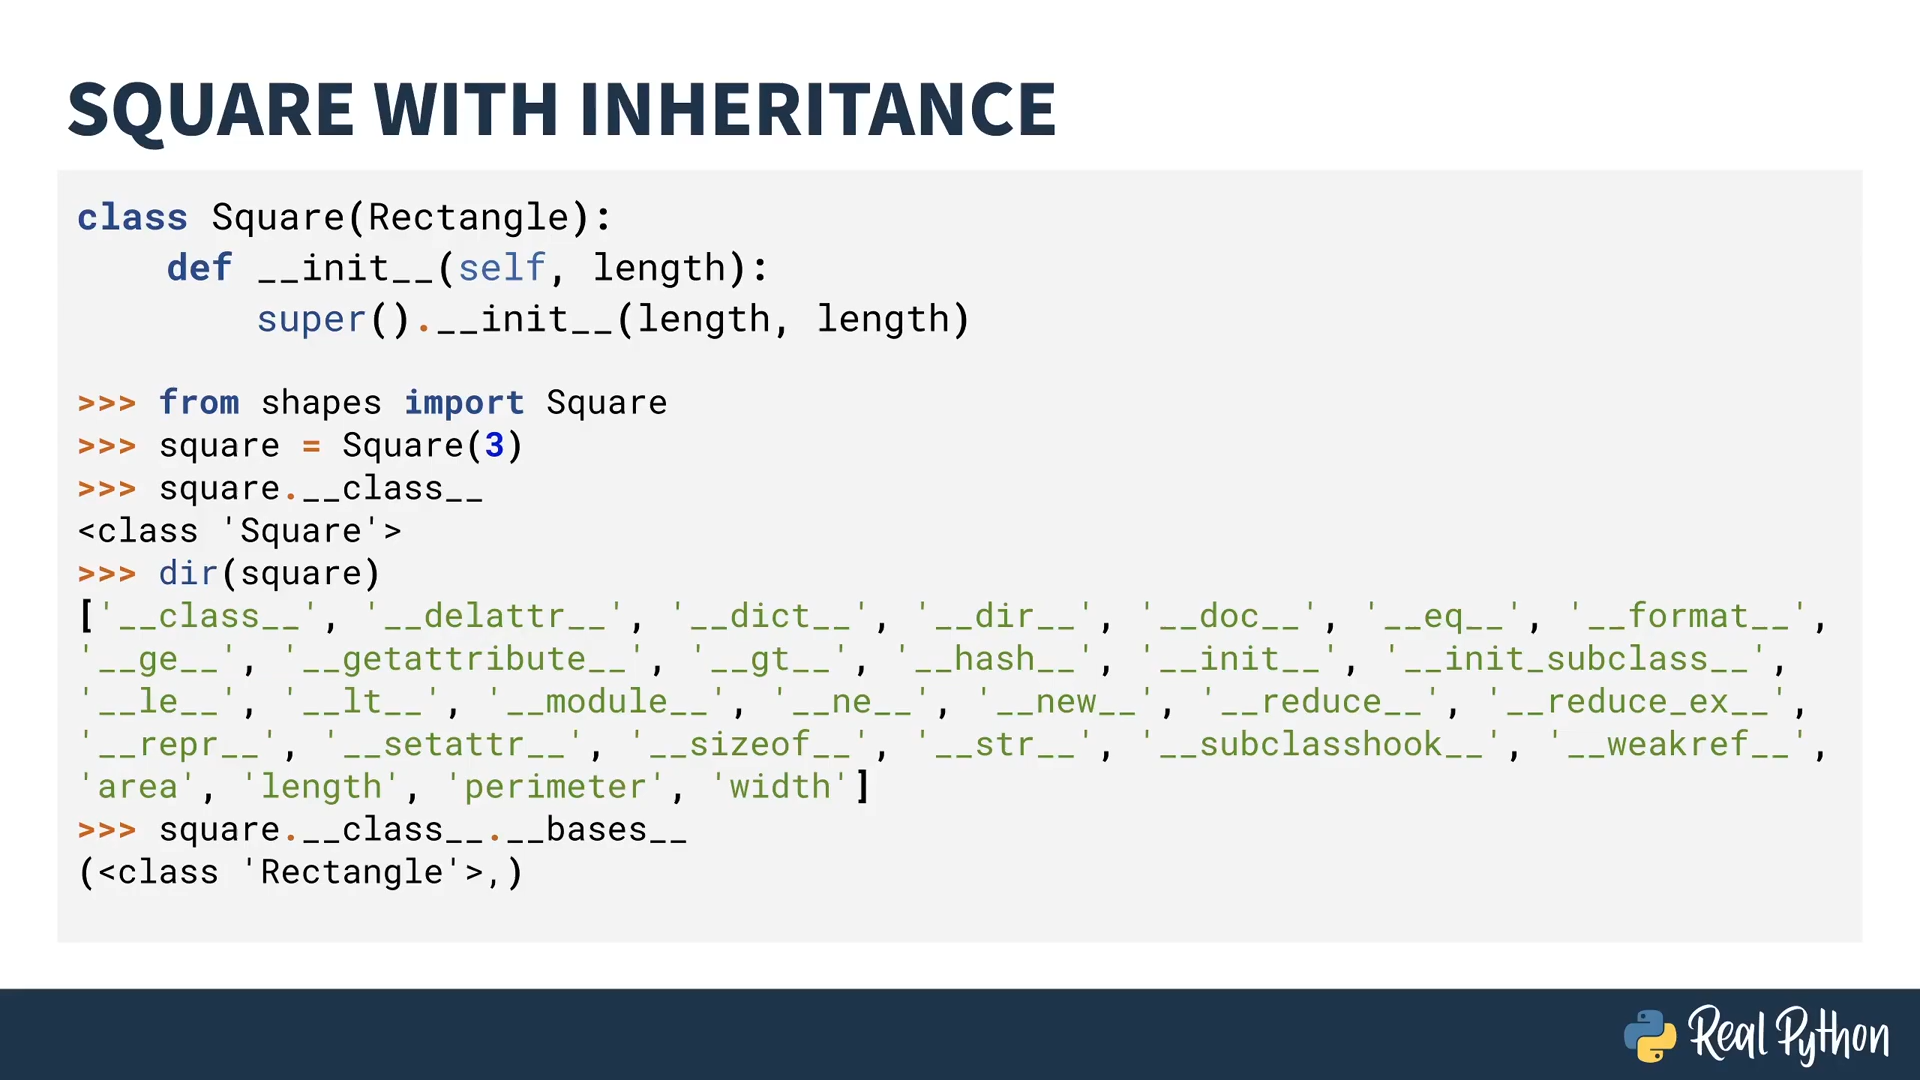 SQUARE WITH INHERITANCE
class Square(Rectangle):
    def __init__(self, length):
        super().__init__(length, length)
>>> from shapes import Square
>>> square = Square(3)
>>> square.__class__
<class 'Square'>
>>> dir(square)
['__class__', '__delattr__', '__dict__', '__dir__', '__doc__', '__eq__', '__format__',
'__ge__', '__getattribute__', '__gt__', '__hash__', '__init__', '__init_subclass__',
'__le__', '__lt__', '__module__', '__ne__', '__new__', '__reduce__', '__reduce_ex__',
'__repr__', '__setattr__', '__sizeof__', '__str__', '__subclasshook__', '__weakref__',
'area', 'length', 'perimeter', 'width']
>>> square.__class__.__bases__
(<class 'Rectangle'>,)
Real Python